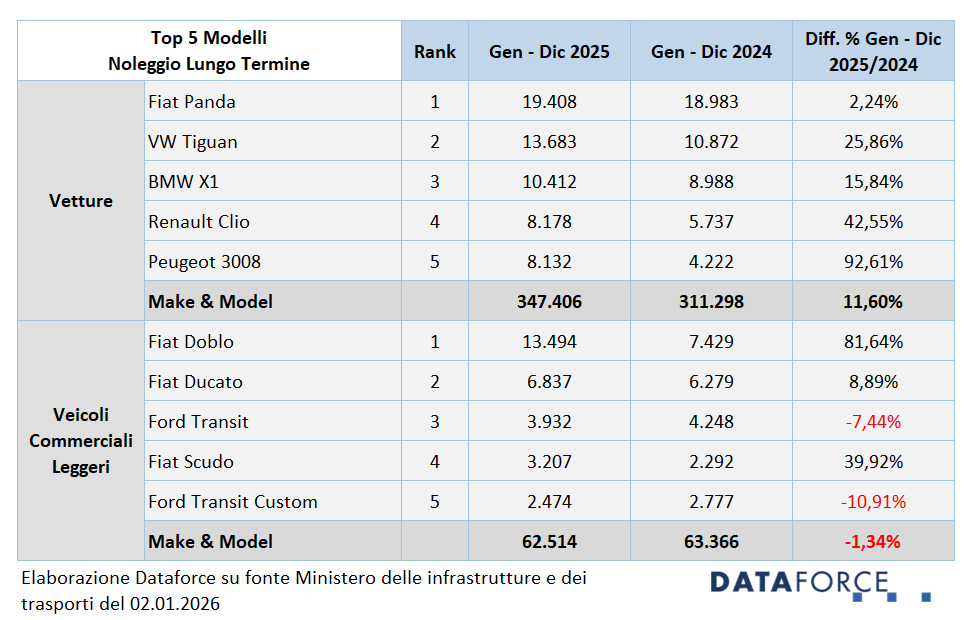 Top 5 Modelli
Noleggio Lungo Termine
Rank
Gen - Dic 2025
Gen - Dic 2024
Diff. % Gen - Dic
2025/2024
Vetture
Fiat Panda 1 19.408 18.983 2,24%
VW Tiguan 2 13.683 10.872 25,86%
BMW X1 3 10.412 8.988 15,84%
Renault Clio 4 8.178 5.737 42,55%
Peugeot 3008 5 8.132 4.222 92,61%
Make & Model 347.406 311.298 11,60%
Veicoli
Commerciali
Leggeri
Fiat Doblo 1 13.494 7.429 81,64%
Fiat Ducato 2 6.837 6.279 8,89%
Ford Transit 3 3.932 4.248 -7,44%
Fiat Scudo 4 3.207 2.292 39,92%
Ford Transit Custom 5 2.474 2.777 -10,91%
Make & Model 62.514 63.366 -1,34%
Elaborazione Dataforce su fonte Ministero delle infrastrutture e dei
trasporti del 02.01.2026
DATAFORCE